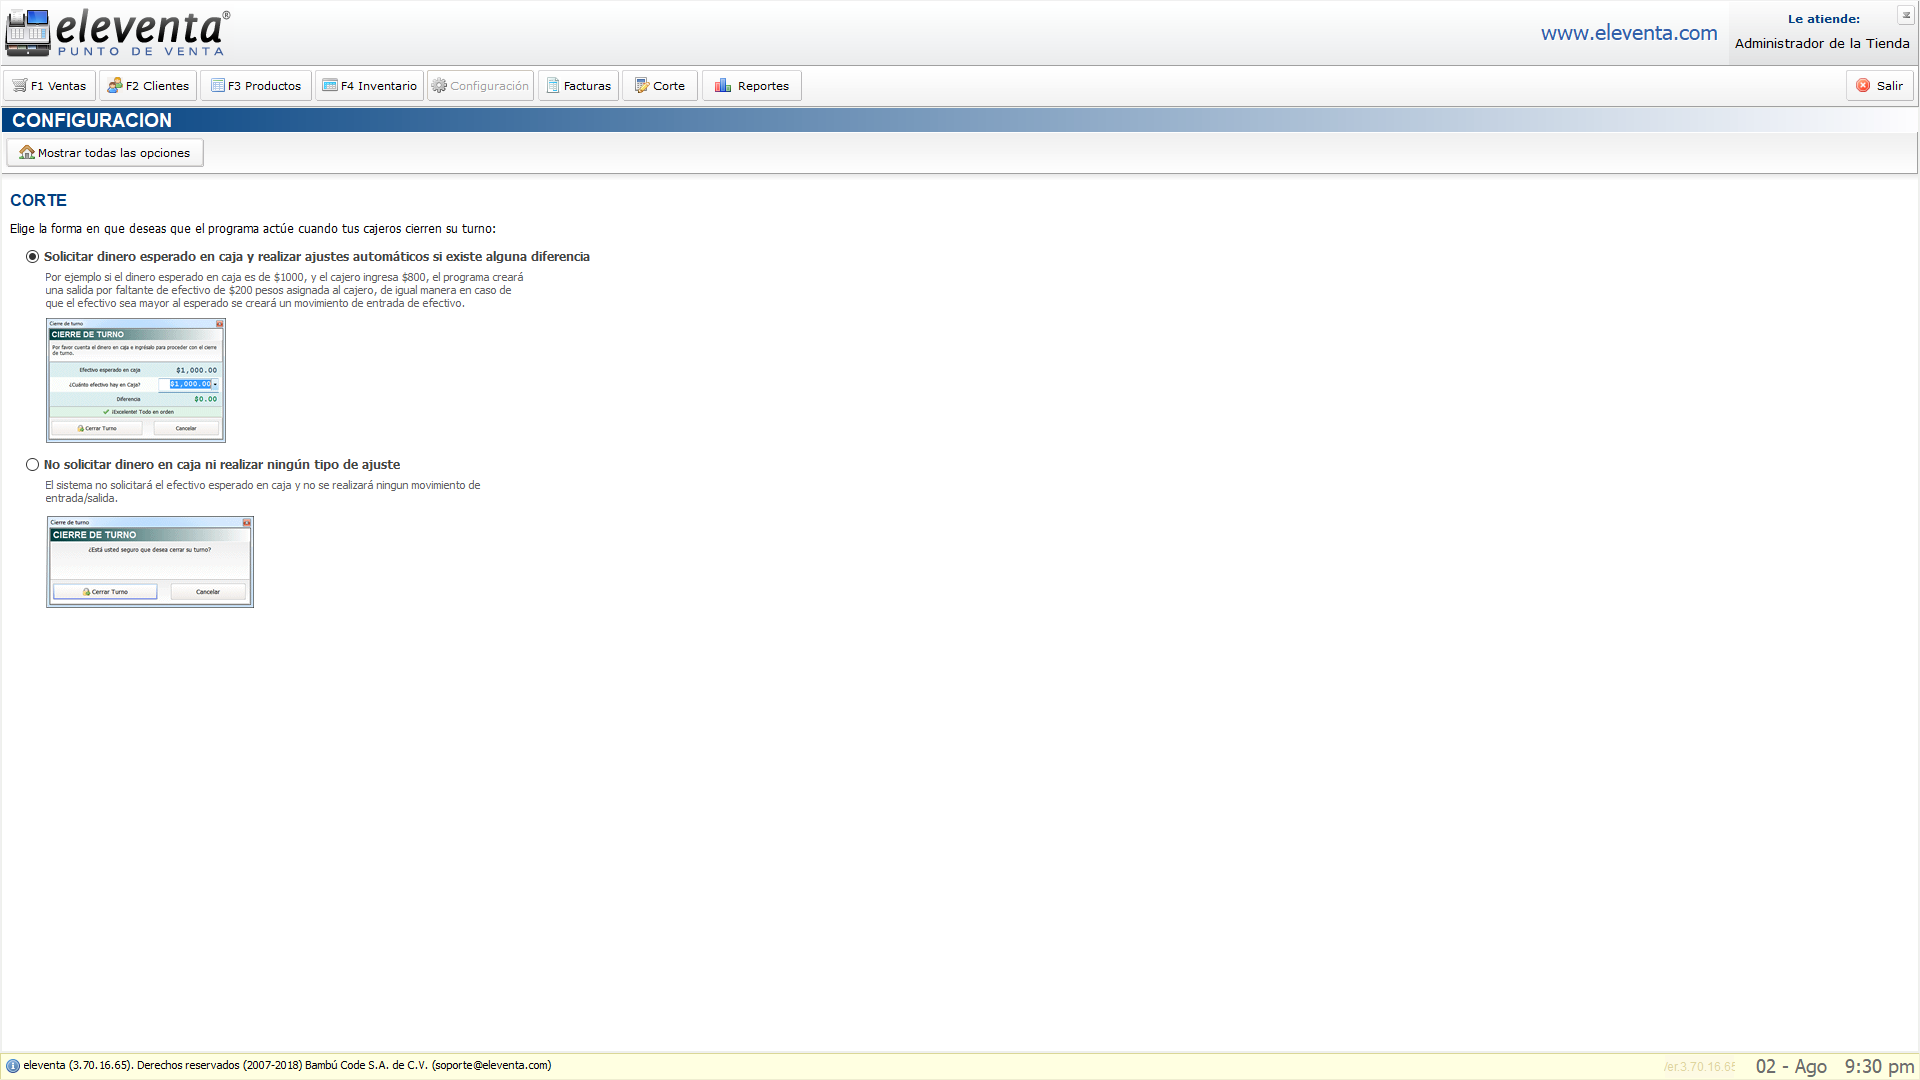 eleventa®
PUNTO DE VENTA
www.eleventa.com
Le atiende:
Administrador de la Tienda
F1 Ventas
F2 Clientes
F3 Productos
F4 Inventario
Configuración
Facturas
Corte
Reportes
Salir
CONFIGURACION
Mostrar todas las opciones
CORTE
Elige la forma en que deseas que el programa actúe cuando tus cajeros cierren su turno:
Solicitar dinero esperado en caja y realizar ajustes automáticos si existe alguna diferencia
Por ejemplo si el dinero esperado en caja es de $1000, y el cajero ingresa $800, el programa creará
una salida por faltante de efectivo de $200 pesos asignada al cajero, de igual manera en caso de
que el efectivo sea mayor al esperado se creará un movimiento de entrada de efectivo.
Cierre de turno
CIERRE DE TURNO
Por favor cuenta el dinero en caja e ingrésalo para proceder con el cierre
de turno.
Efectivo esperado en caja $1,000.00
¿Cuánto efectivo hay en Caja? $1,000.00
Diferencia $0.00
¡Excelente! Todo en orden
Cerrar Turno Cancelar
No solicitar dinero en caja ni realizar ningún tipo de ajuste
El sistema no solicitará el efectivo esperado en caja y no se realizará ningun movimiento de
entrada/salida.
Cierre de turno
CIERRE DE TURNO
¿Está usted seguro que desea cerrar su turno?
Cerrar Turno Cancelar
eleventa (3.70.16.65). Derechos reservados (2007-2018) Bambú Code S.A. de C.V. (soporte@eleventa.com)
/er.3.70.16.65
02 - Ago 9:30 pm